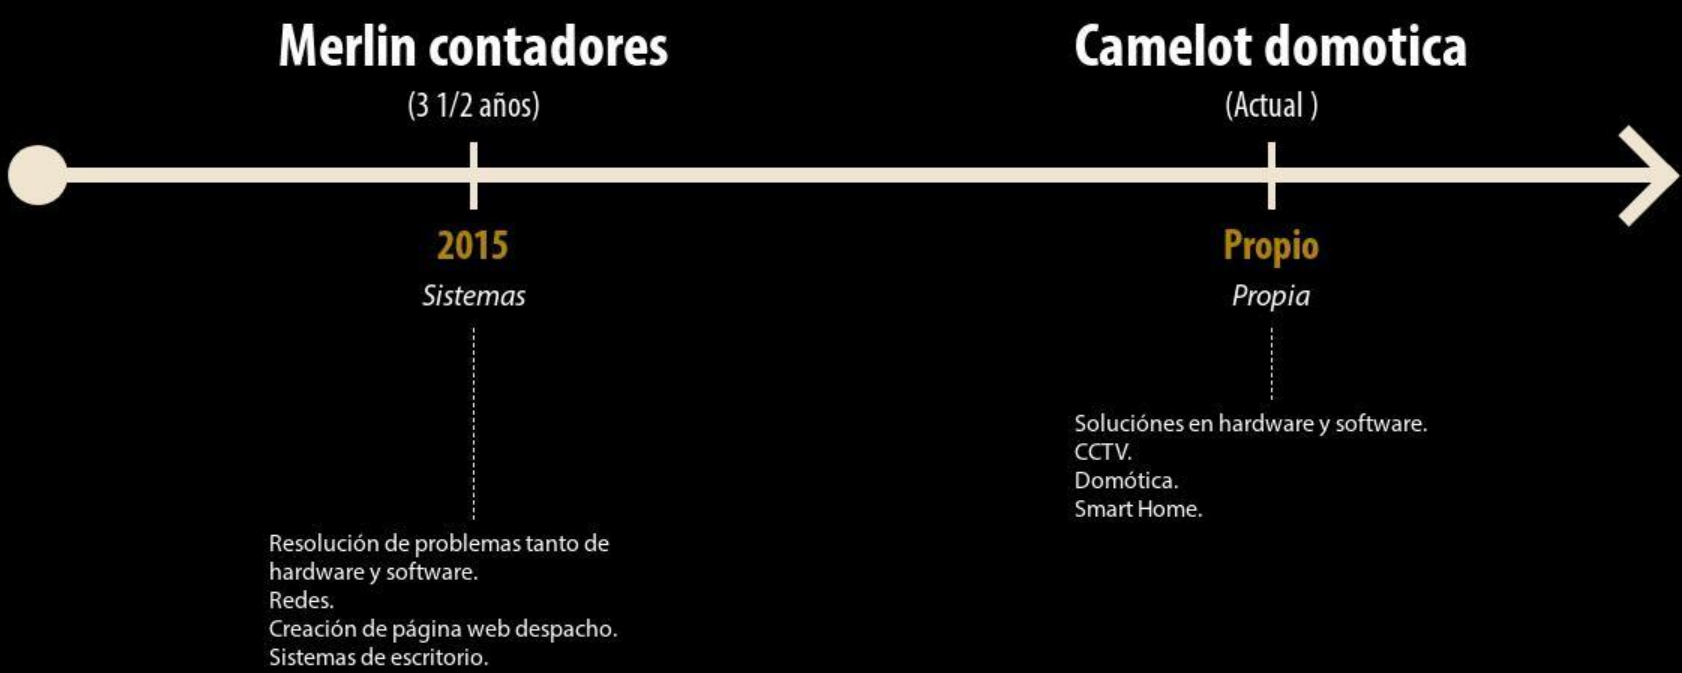 Merlin contadores
(3 1/2 años)
2015
Sistemas
Resolución de problemas tanto de
hardware y software.
Redes.
Creación de página web despacho.
Sistemas de escritorio.
Camelot domotica
(Actual )
Propio
Propia
Soluciónes en hardware y software.
CCTV.
Domótica.
Smart Home.